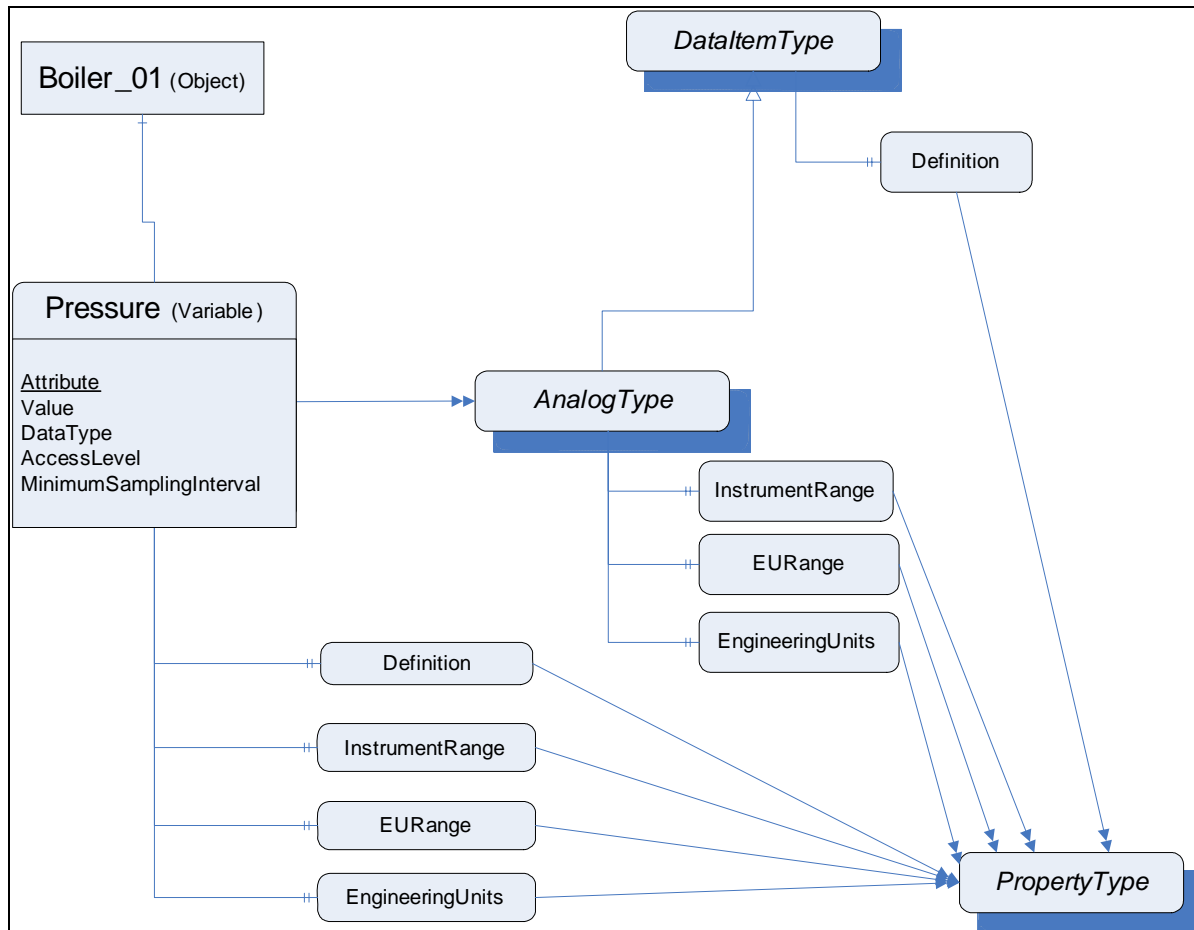 DataItemType
Boiler_01 (Object)
Definition
Pressure (Variable)
Attribute
Value
DataType
AccessLevel
MinimumSamplingInterval
AnalogType
InstrumentRange
EURange
EngineeringUnits
Definition
InstrumentRange
EURange
EngineeringUnits
PropertyType